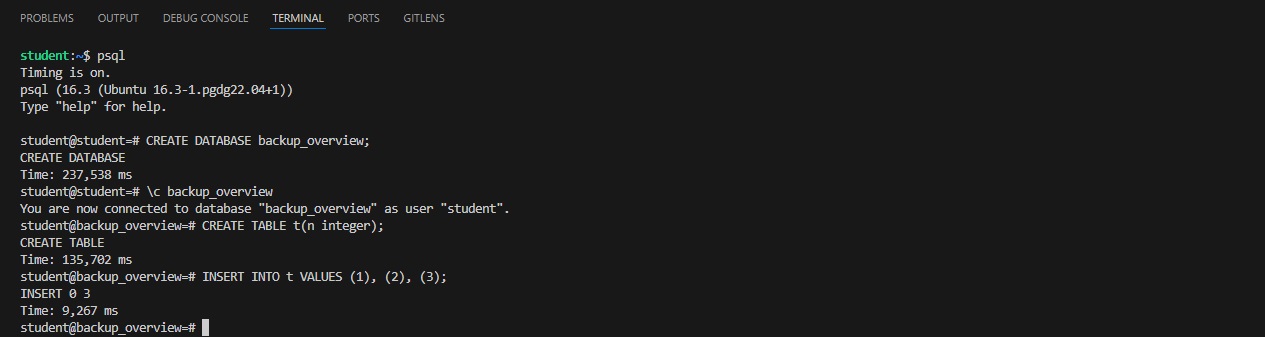 PROBLEMS OUTPUT DEBUG CONSOLE TERMINAL PORTS GITLENS
student:~$ psql
Timing is on.
psql (16.3 (Ubuntu 16.3-1.pgdg22.04+1))
Type "help" for help.
student@student=# CREATE DATABASE backup_overview;
CREATE DATABASE
Time: 237,538 ms
student@student=# \c backup_overview
You are now connected to database "backup_overview" as user "student".
student@backup_overview=# CREATE TABLE t(n integer);
CREATE TABLE
Time: 135,702 ms
student@backup_overview=# INSERT INTO t VALUES (1), (2), (3);
INSERT 0 3
Time: 9,267 ms
student@backup_overview=#